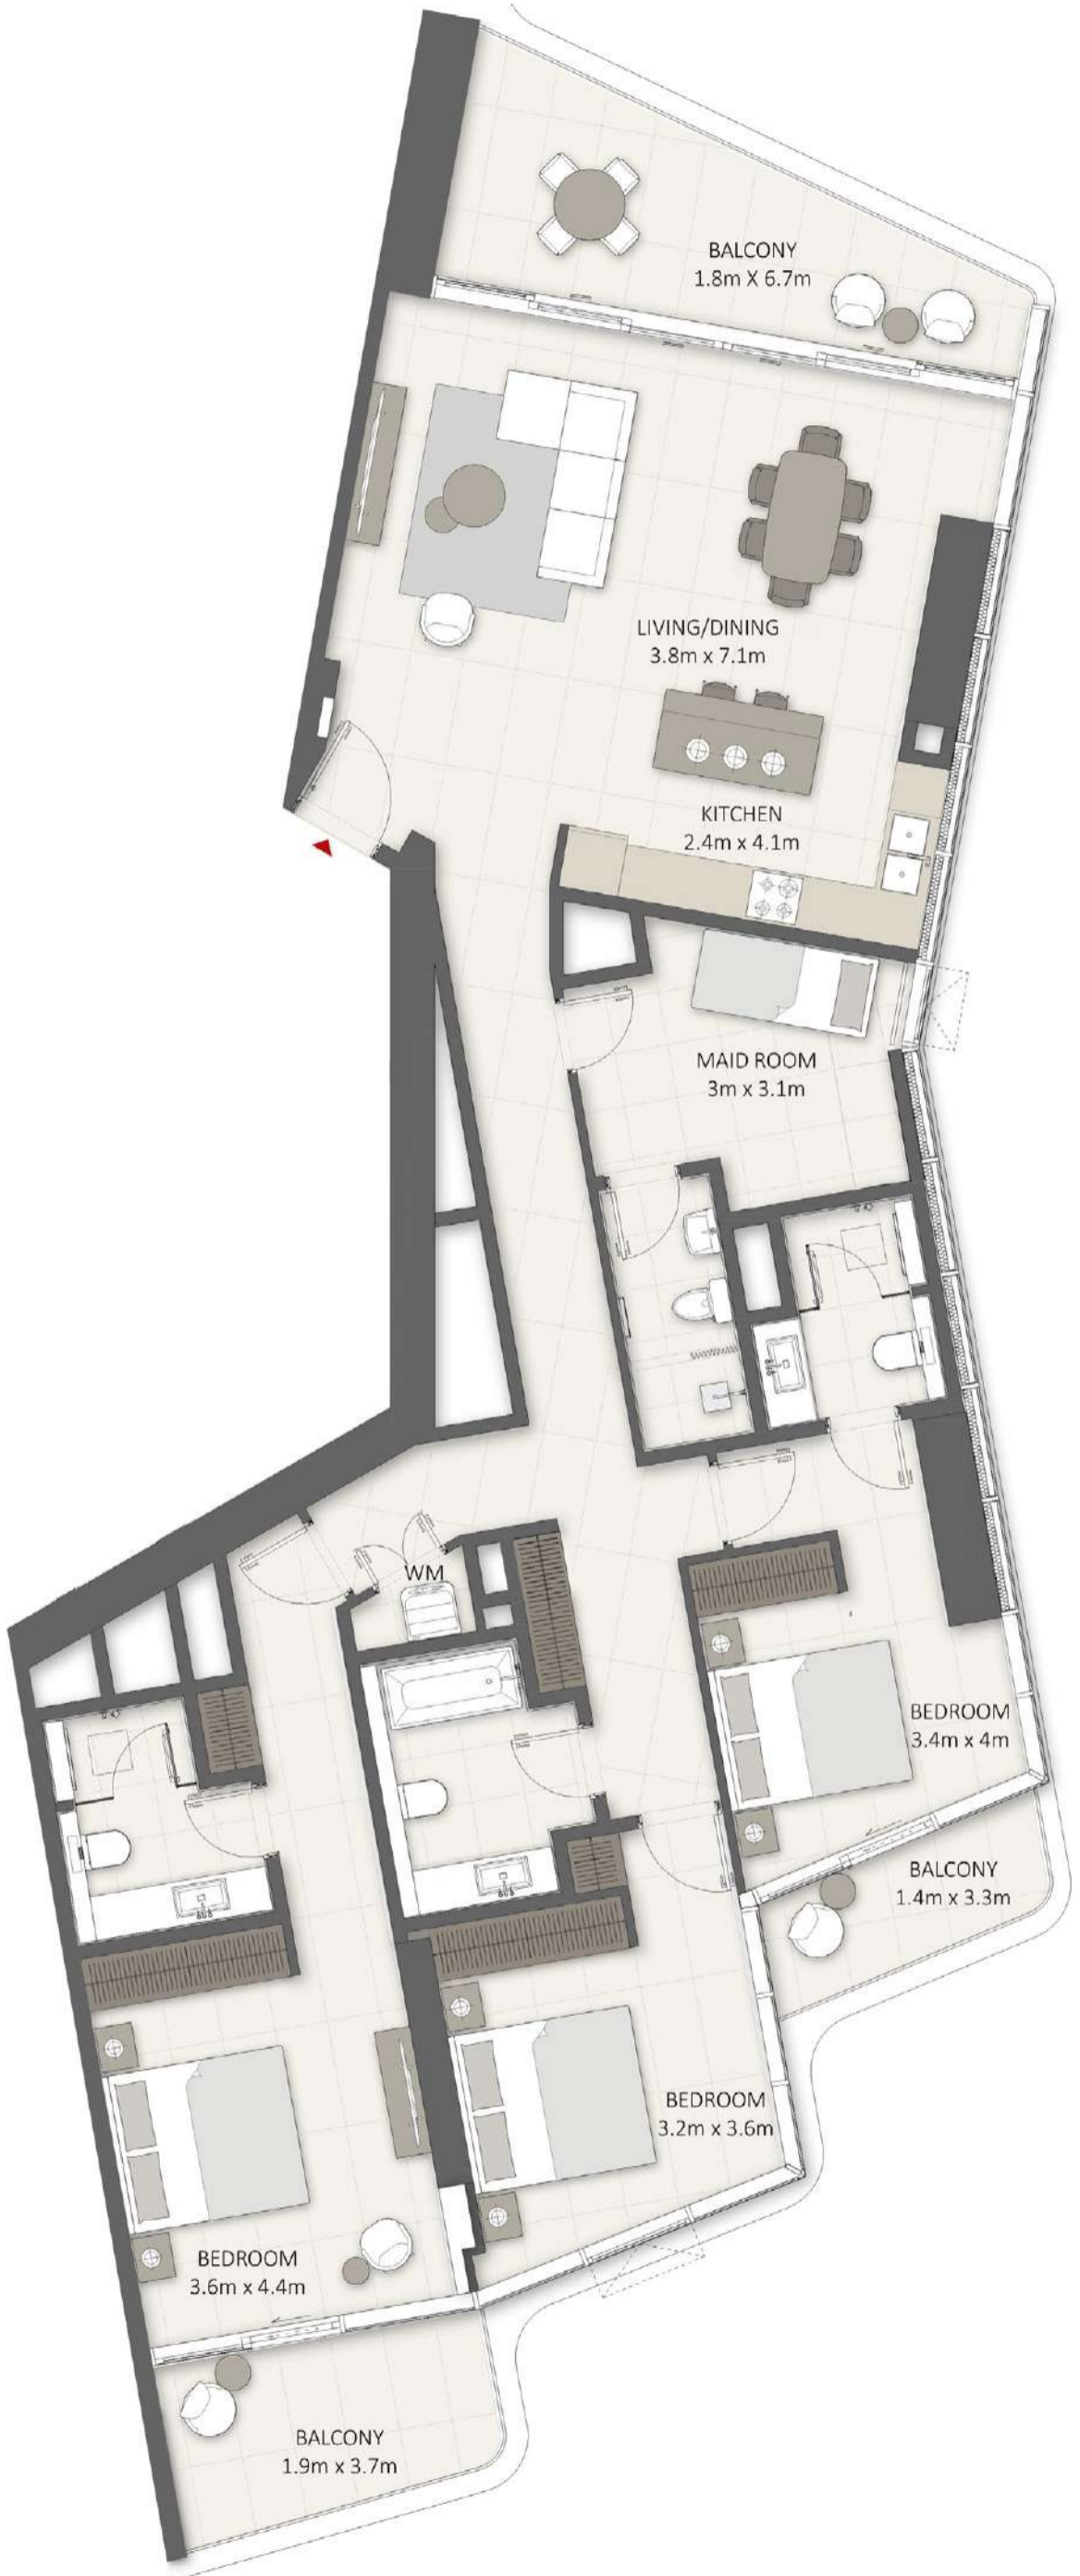 BALCONY
1.8m X 6.7m
LIVING/DINING
3.8m x 7.1m
KITCHEN
2.4m x 4.1m
MAID ROOM
3m x 3.1m
WM
BEDROOM
3.4m x 4m
BALCONY
1.4m x 3.3m
BEDROOM
3.2m x 3.6m
BEDROOM
3.6m x 4.4m
BALCONY
1.9m x 3.7m